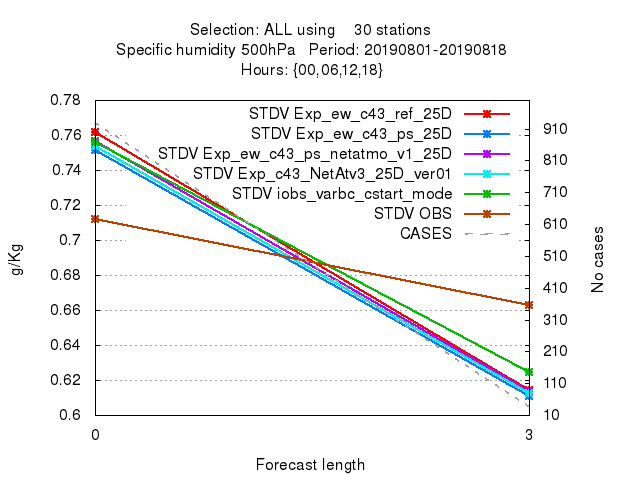 Selection: ALL using    30 stations
Specific humidity 500hPa   Period: 20190801-20190818
Hours: {00,06,12,18}
0.78
0.76
0.74
0.72
0.7
0.68
0.66
0.64
0.62
0.6
g/Kg
STDV Exp_ew_c43_ref_25D
STDV Exp_ew_c43_ps_25D
STDV Exp_ew_c43_ps_netatmo_v1_25D
STDV Exp_c43_NetAtv3_25D_ver01
STDV iobs_varbc_cstart_mode
STDV OBS
CASES
910
810
710
610
510
410
310
210
110
10
No cases
0
3
Forecast length